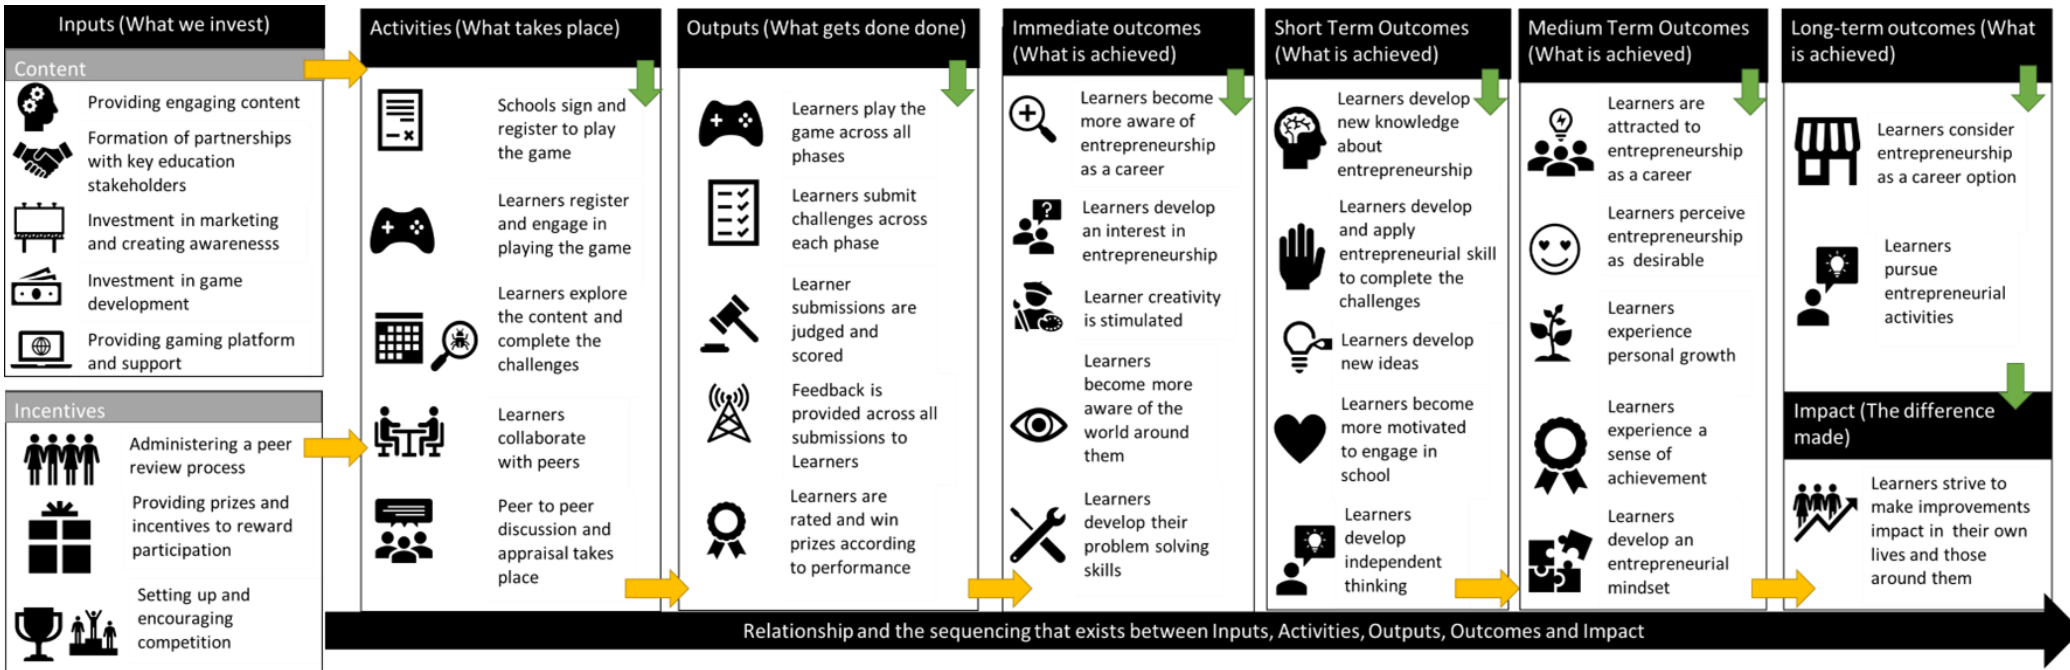 Inputs (What we invest)
Content
Providing engaging content
Formation of partnerships
with key education
stakeholders
Investment in marketing
and creating awarenesss
Investment in game
development
Providing gaming platform
and support
Incentives
Administering a peer
review process
Providing prizes and
incentives to reward
participation
Setting up and
encouraging
competition
Activities (What takes place)
Schools sign and
register to play
the game
Learners register
and engage in
playing the game
Learners explore
the content and
complete the
challenges
Learners
collaborate
with peers
Peer to peer
discussion and
appraisal takes
place
Outputs (What gets done done)
Learners play the
game across all
phases
Learners submit
challenges across
each phase
Learner
submissions are
judged and
scored
Feedback is
provided across all
submissions to
Learners
Learners are
rated and win
prizes according
to performance
Immediate outcomes
(What is achieved)
Learners become
more aware of
entrepreneurship
as a career
Learners develop
an interest in
entrepreneurship
Learner creativity
is stimulated
Learners
become more
aware of the
world around
them
Learners
develop their
problem solving
skills
Short Term Outcomes
(What is achieved)
Learners develop
new knowledge
about
entrepreneurship
Learners develop
and apply
entrepreneurial skill
to complete the
challenges
Learners develop
new ideas
Learners become
more motivated
to engage in
school
Learners
develop
independent
thinking
Medium Term Outcomes
(What is achieved)
Learners are
attracted to
entrepreneurship
as a career
Learners perceive
entrepreneurship
as desirable
Learners
experience
personal growth
Learners
experience a
sense of
achievement
Learners
develop an
entrepreneurial
mindset
Long-term outcomes (What
is achieved)
Learners consider
entrepreneurship
as a career option
Learners
pursue
entrepreneurial
activities
Impact (The difference
made)
Learners strive to
make improvements
impact in their own
lives and those
around them
Relationship and the sequencing that exists between Inputs, Activities, Outputs, Outcomes and Impact